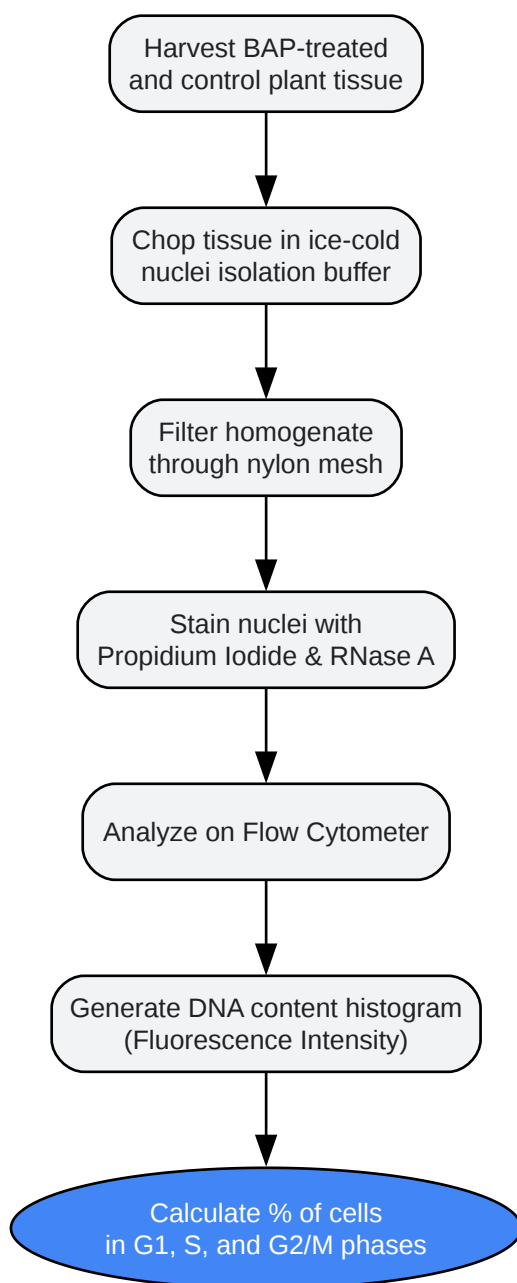 Harvest BAP-treated
and control plant tissue
Chop tissue in ice-cold
nuclei isolation buffer
Filter homogenate
through nylon mesh
Stain nuclei with
Propidium Iodide & RNase A
Analyze on Flow Cytometer
Generate DNA content histogram
(Fluorescence Intensity)
Calculate % of cells
in G1, S, and G2/M phases